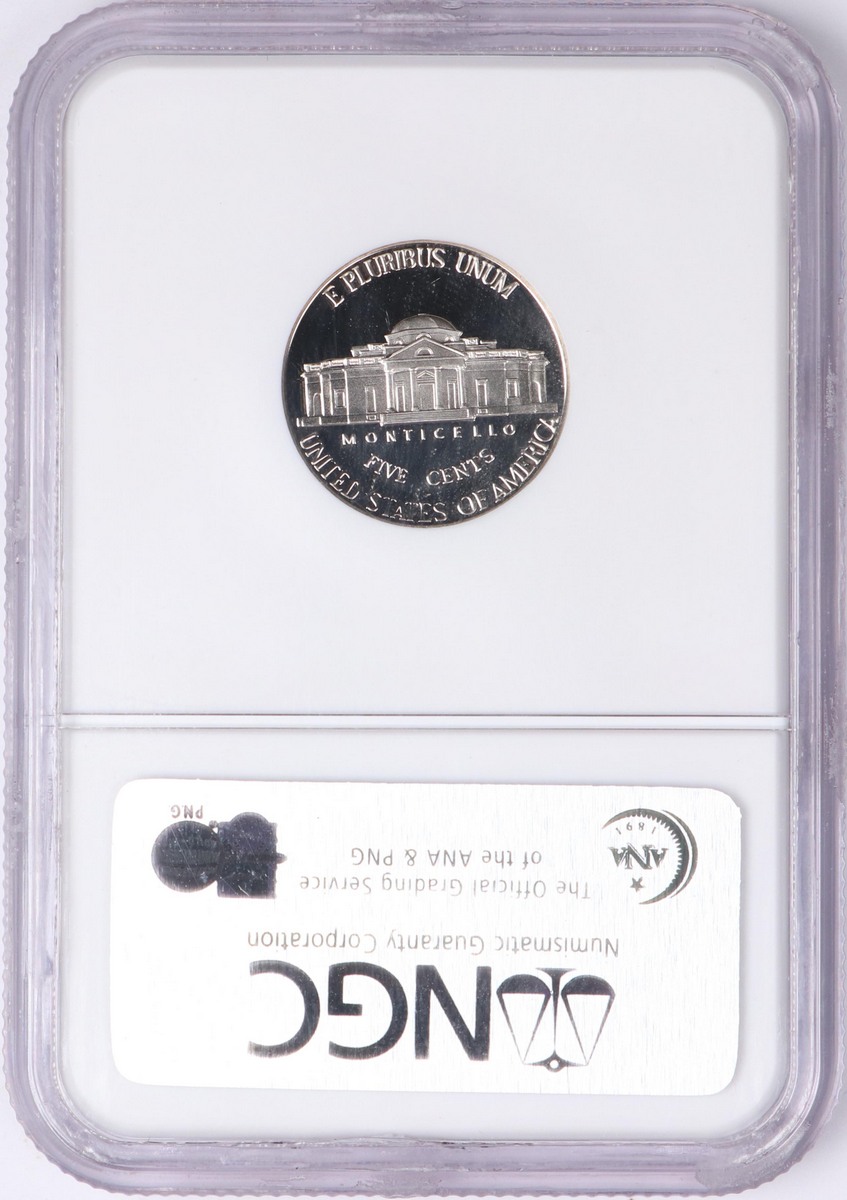 E PLURIBUS UNUM
MONTICELLO
FIVE CENTS
UNITED STATES OF AMERICA
NGC
Numismatic Guaranty Corporation
The Official Grading Service
of the ANA & PNG
ANA
1891
PNG